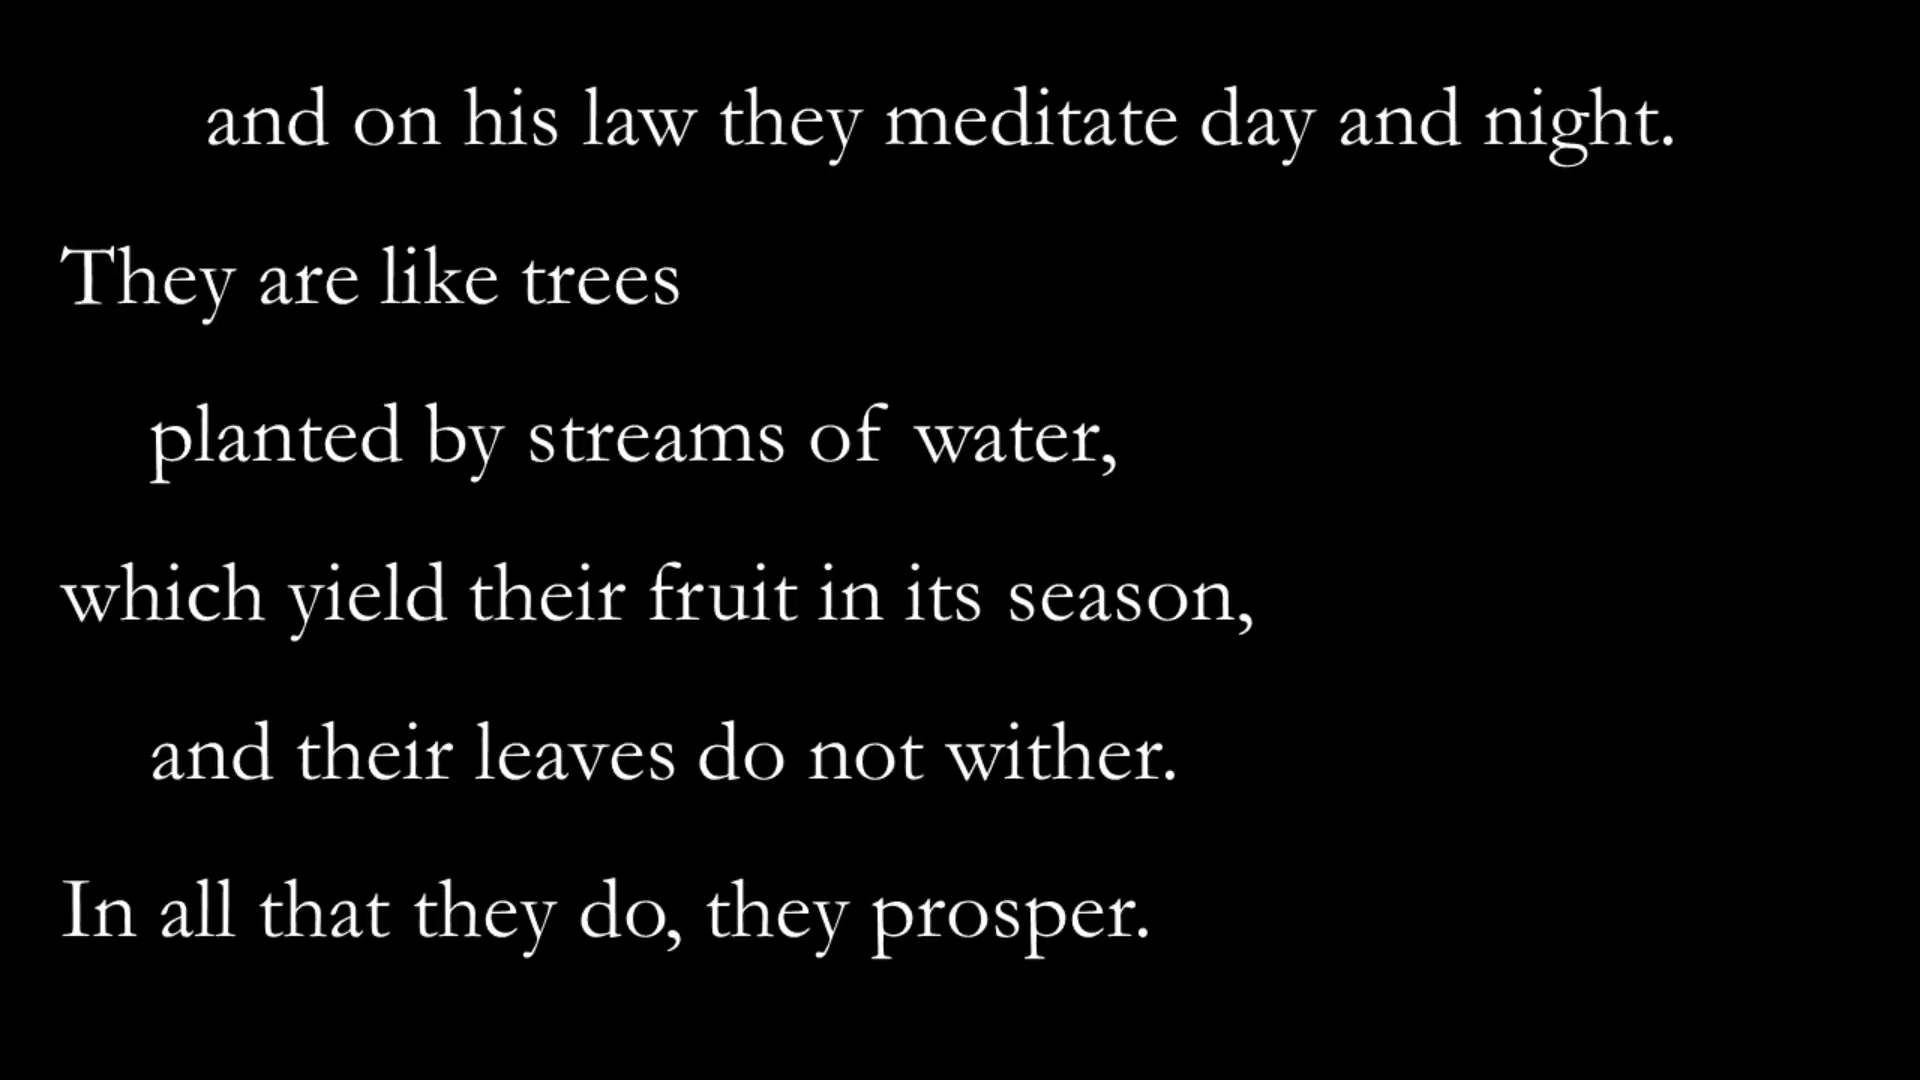 and on his law they meditate day and night.
They are like trees
planted by streams of water,
which yield their fruit in its season,
and their leaves do not wither.
In all that they do, they prosper.